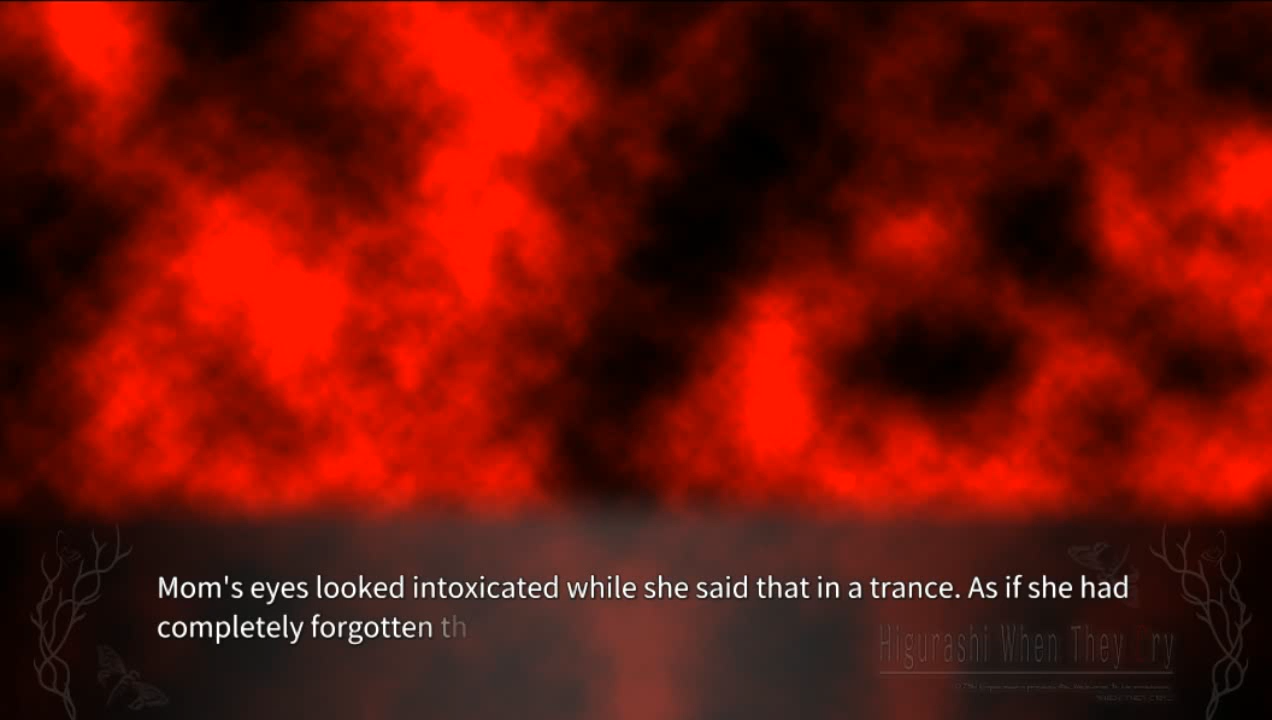 Mom's eyes looked intoxicated while she said that in a trance. As if she had
completely forgotten th
Higurashi When They Cry